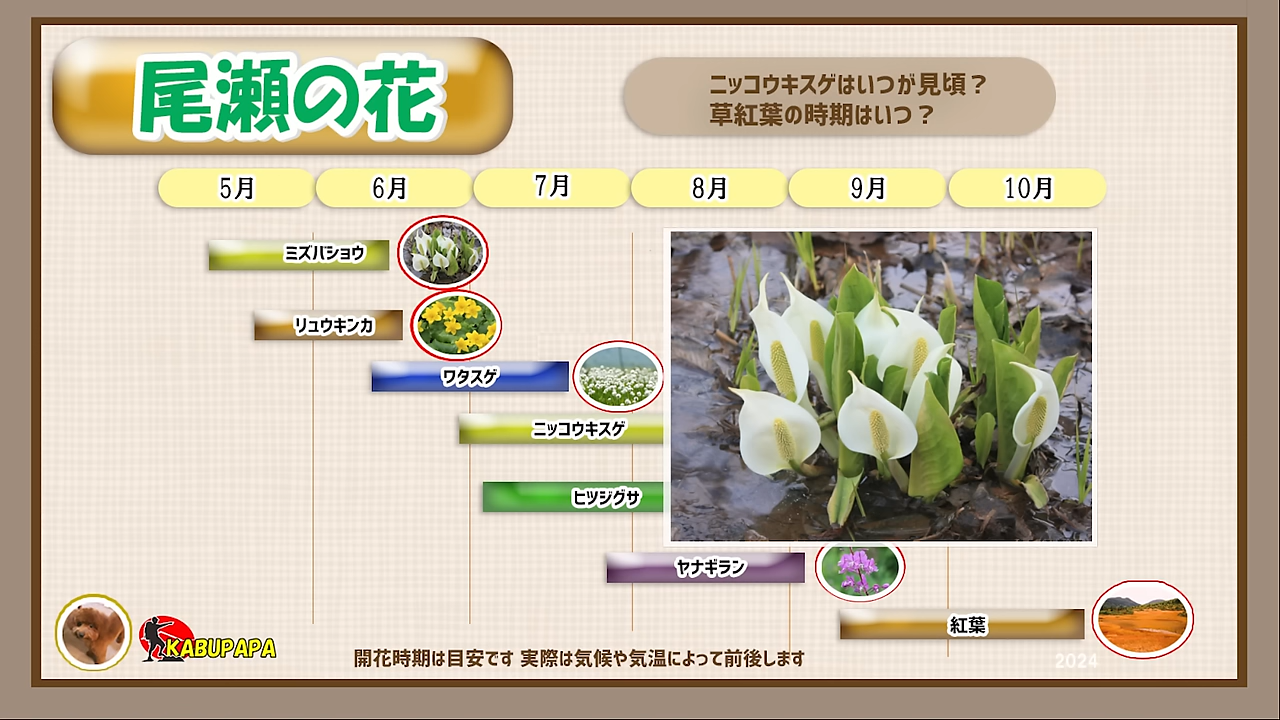 尾瀬の花
ニッコウキスゲはいつが見頃？
草紅葉の時期はいつ？
5月
6月
7月
8月
9月
10月
ミズバショウ
リュウキンカ
ワタスゲ
ニッコウキスゲ
ヒツジグサ
ヤナギラン
紅葉
KABUPAPA
開花時期は目安です 実際は気候や気温によって前後します
2024